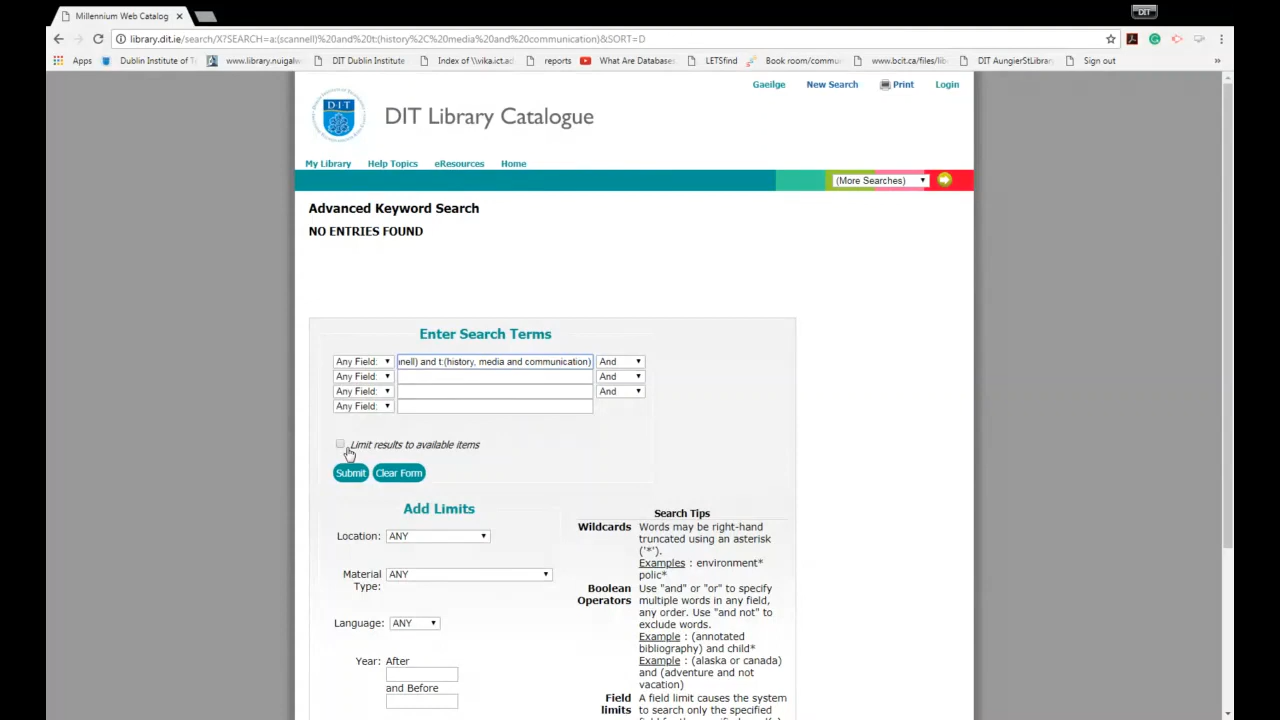 Millennium Web Catalog
DIT
library.dit.ie/search/X?SEARCH=a:(scannell)%20and%20t:(history%2C%20media%20and%20communication)&SORT=D
Apps Dublin Institute of T www.library.nuigalw DIT Dublin Institute Index of \\vika.ict.ad reports What Are Databases LETSfind Book room/commu www.bcit.ca/files/lib DIT AungierStLibrary Sign out »
Gaeilge New Search Print Login
DIT
DIT Library Catalogue
My Library Help Topics eResources Home
(More Searches)
Advanced Keyword Search
NO ENTRIES FOUND
Enter Search Terms
Any Field: nell) and t:(history, media and communication) And
Any Field: And
Any Field: And
Any Field:
Limit results to available items
Submit Clear Form
Add Limits
Location: ANY
Material Type: ANY
Language: ANY
Year: After
and Before
Search Tips
Wildcards Words may be right-hand
truncated using an asterisk
('*').
Examples : environment*
polic*
Boolean Use "and" or "or" to specify
Operators multiple words in any field,
any order. Use "and not" to
exclude words.
Example : (annotated
bibliography) and child*
Example : (alaska or canada)
and (adventure and not
vacation)
Field A field limit causes the system
limits to search only the specified